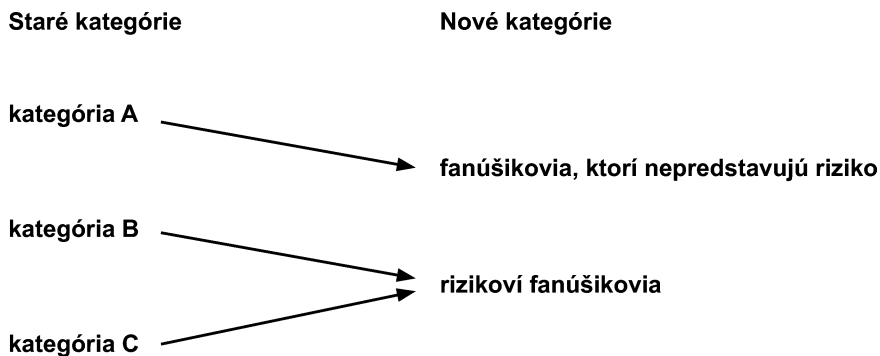 Staré kategórie
Nové kategórie
kategória A
fanúšikovia, ktorí nepredstavujú riziko
kategória B
rizikoví fanúšikovia
kategória C